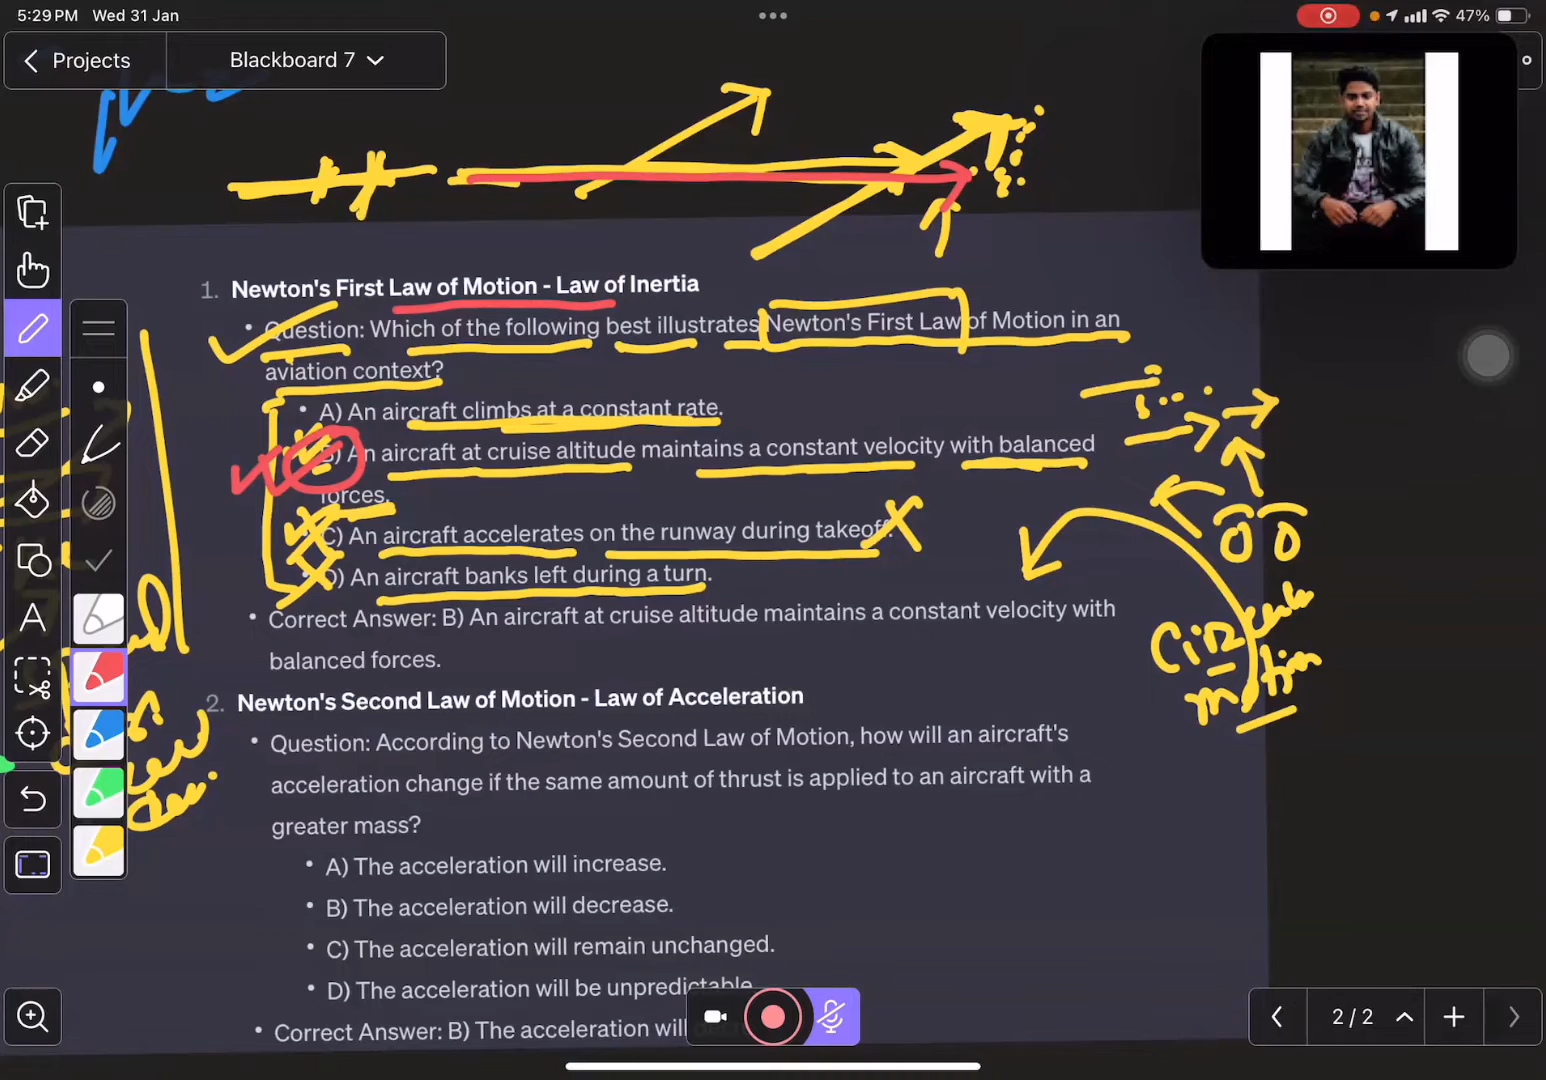 5:29 PM Wed 31 Jan
47%
Projects
Blackboard 7
1. Newton's First Law of Motion - Law of Inertia
• Question: Which of the following best illustrates Newton's First Law of Motion in an
aviation context?
• A) An aircraft climbs at a constant rate.
B) An aircraft at cruise altitude maintains a constant velocity with balanced
forces.
C) An aircraft accelerates on the runway during takeoff.
D) An aircraft banks left during a turn.
• Correct Answer: B) An aircraft at cruise altitude maintains a constant velocity with
balanced forces.
Circular
motion
2. Newton's Second Law of Motion - Law of Acceleration
• Question: According to Newton's Second Law of Motion, how will an aircraft's
acceleration change if the same amount of thrust is applied to an aircraft with a
greater mass?
• A) The acceleration will increase.
• B) The acceleration will decrease.
• C) The acceleration will remain unchanged.
• D) The acceleration will be unpredictable
• Correct Answer: B) The acceleration will
A
2 / 2